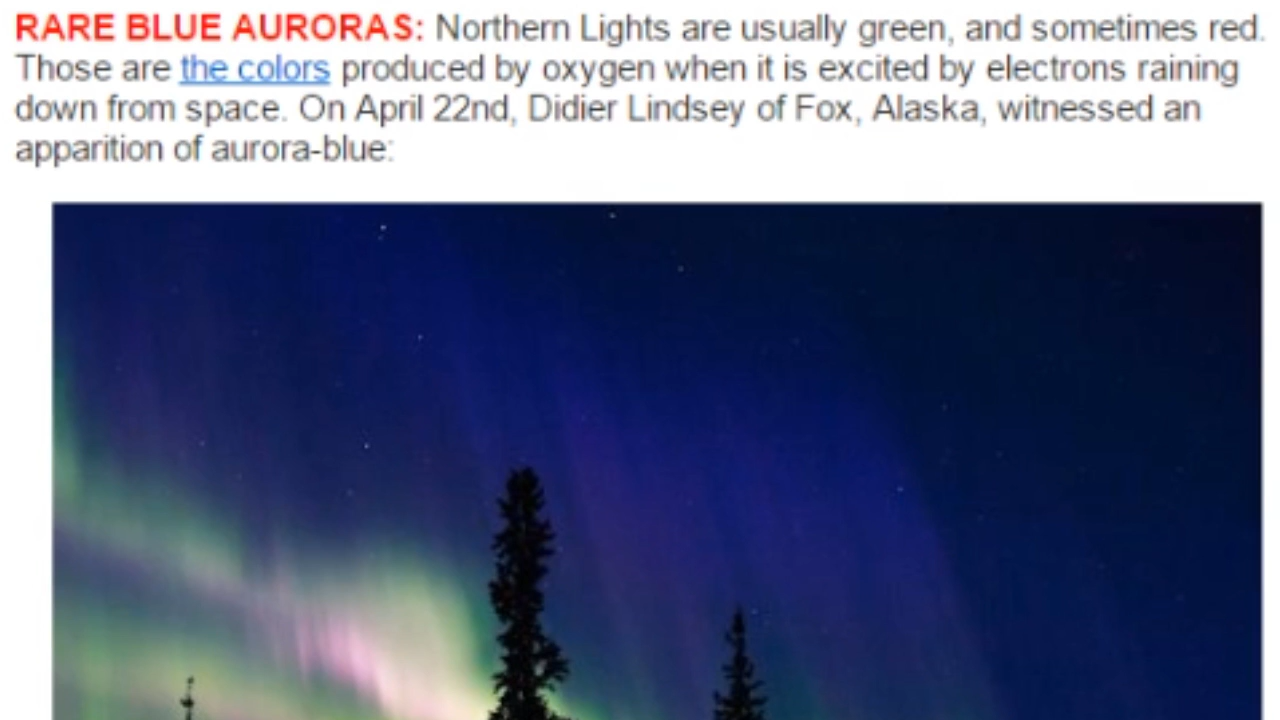 RARE BLUE AURORAS: Northern Lights are usually green, and sometimes red.
Those are the colors produced by oxygen when it is excited by electrons raining
down from space. On April 22nd, Didier Lindsey of Fox, Alaska, witnessed an
apparition of aurora-blue: